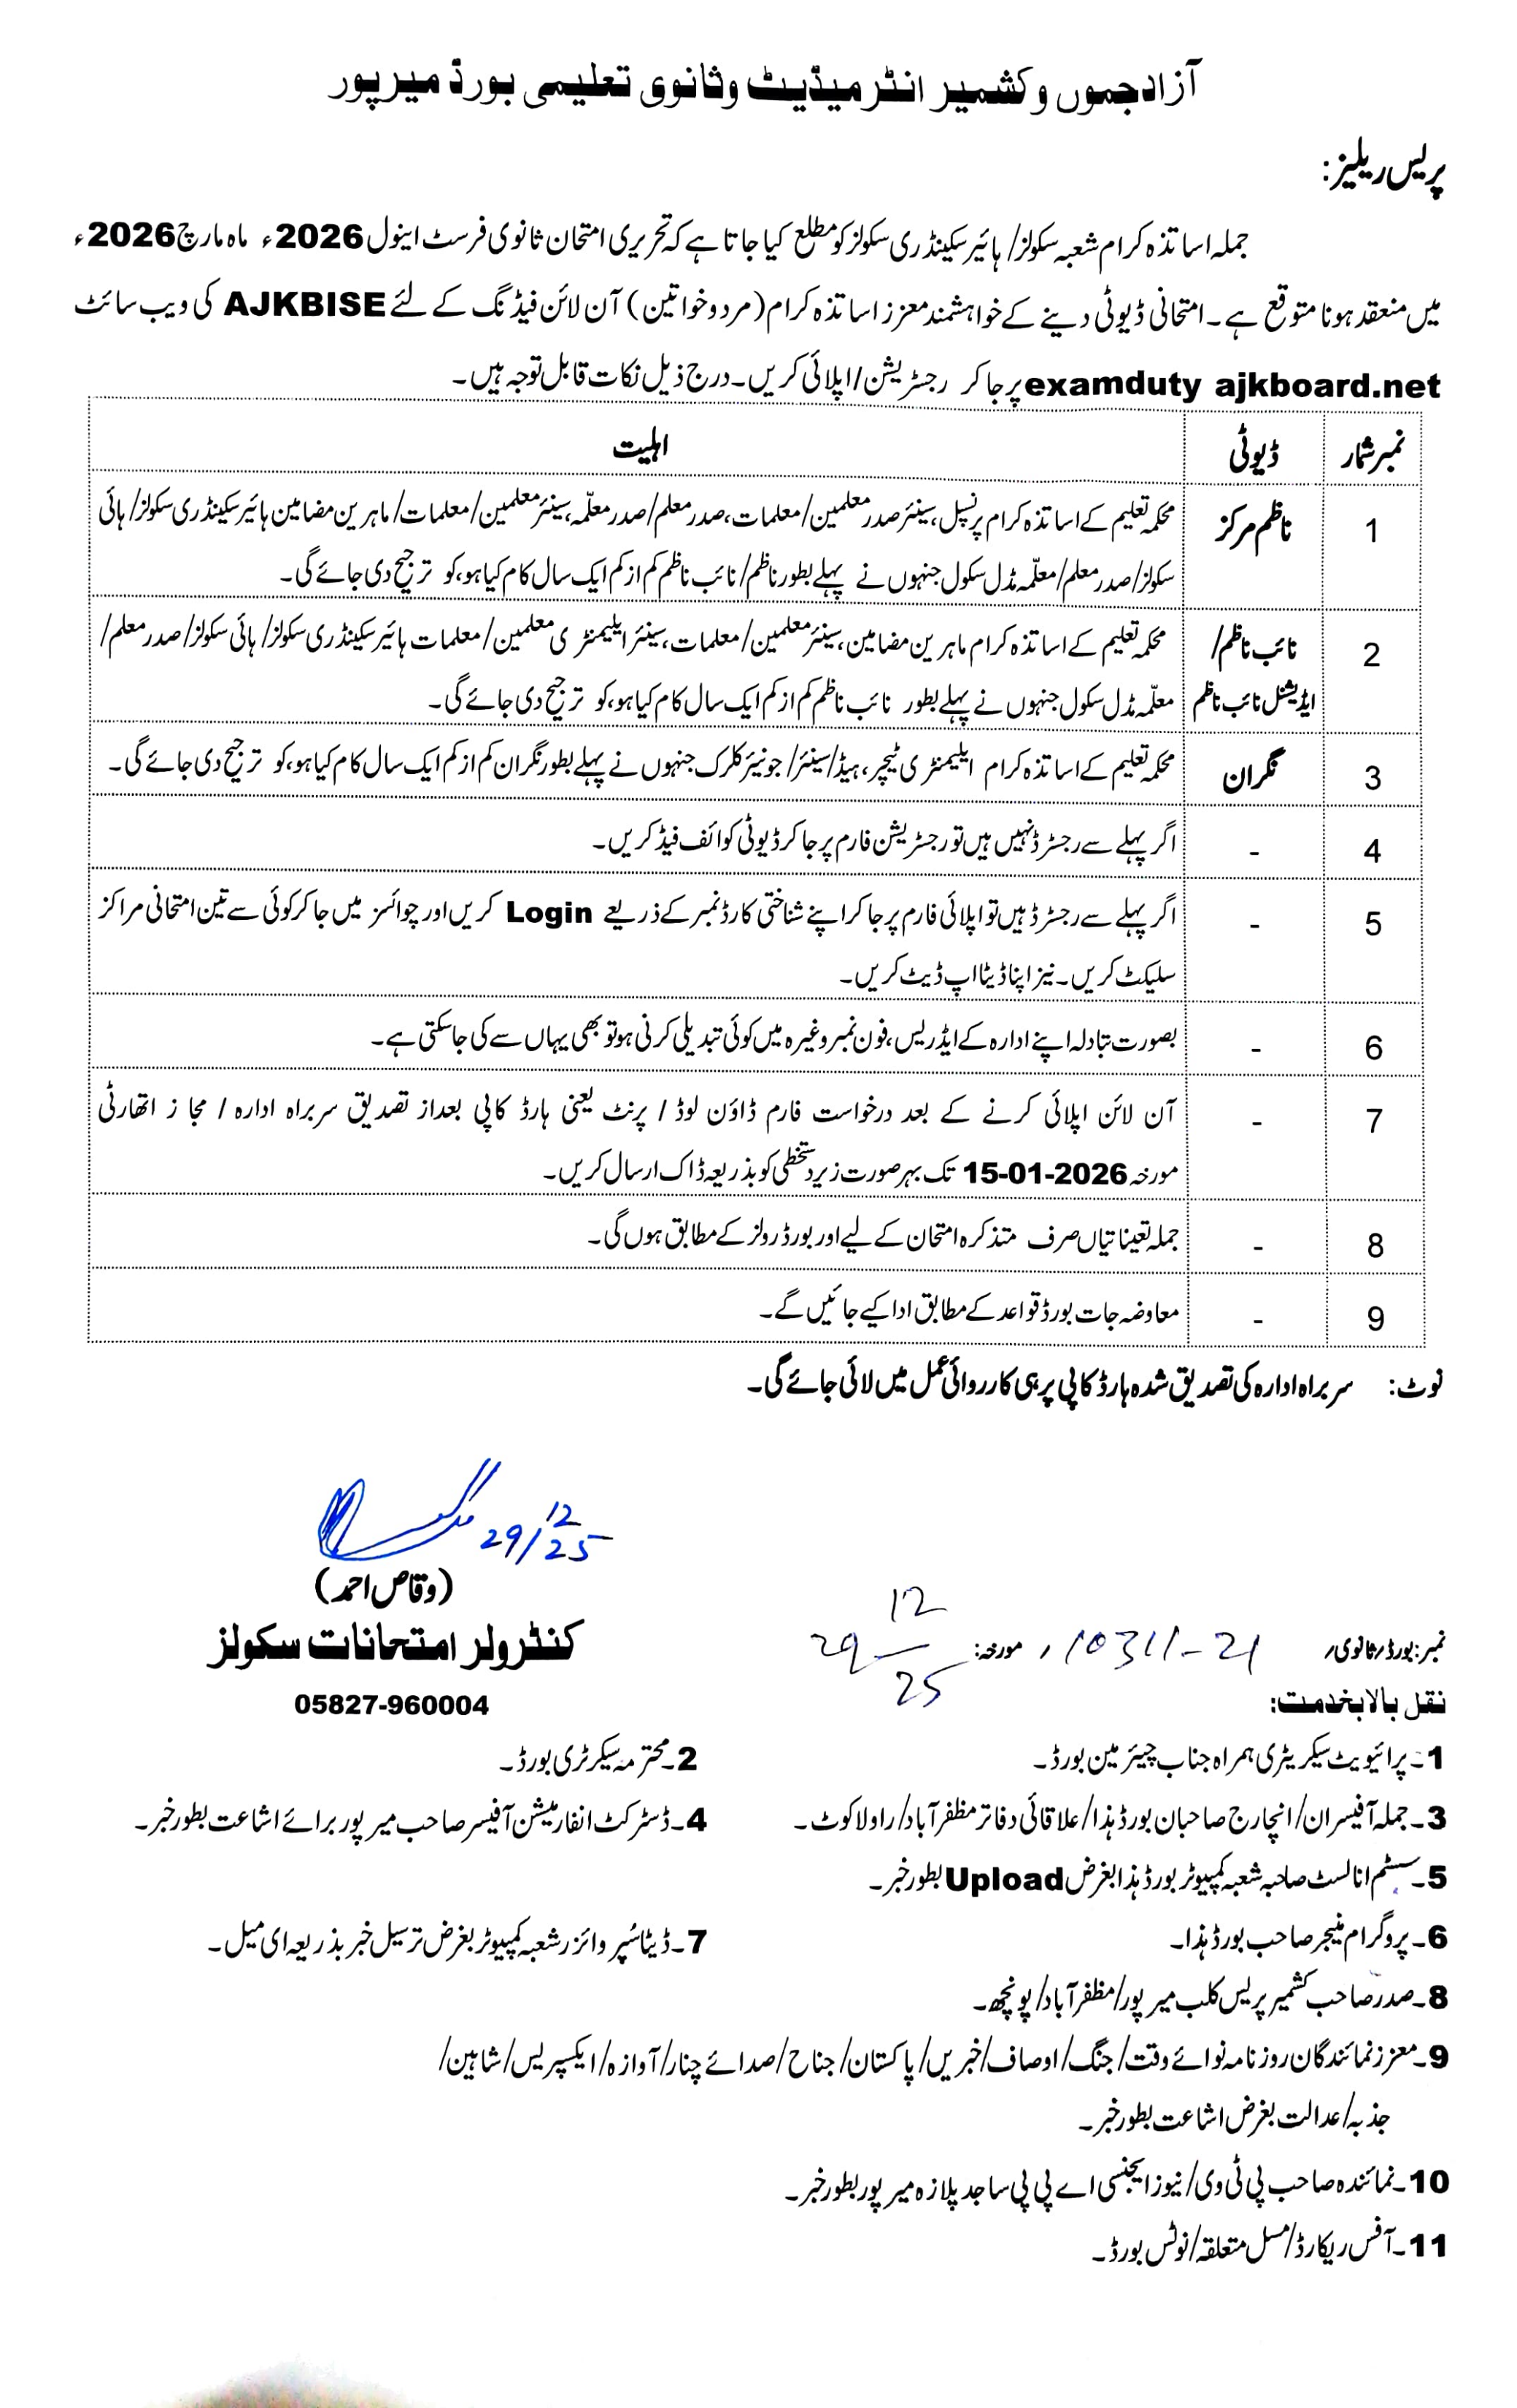 آزاد جموں و کشمیر انٹرمیڈیٹ و ثانوی تعلیمی بورڈ میرپور
پریس ریلیز:
جملہ اساتذہ کرام شعبہ سکولز/ ہائیر سکینڈری سکولز کو مطلع کیا جاتا ہے کہ تحریری امتحان ثانوی فرسٹ اینول 2026ء ماہ مارچ 2026ء
میں منعقد ہونا متوقع ہے۔ امتحانی ڈیوٹی دینے کے خواہشمند معزز اساتذہ کرام (مرد و خواتین) آن لائن فیڈنگ کے لئے AJKBISE کی ویب سائٹ
examduty ajkboard.net پر جا کر رجسٹریشن/ اپلائی کریں۔ درج ذیل نکات قابل توجہ ہیں۔
نمبر شمار ڈیوٹی اہلیت
1 ناظم مرکز محکمہ تعلیم کے اساتذہ کرام پرنسپل، سینئر صدر معلمین/ معلمات، صدر معلم/ صدر معلّمہ، سینئر معلمین/ معلمات/ ماہرین مضامین ہائیر سکینڈری سکولز/ ہائی
سکولز/ صدر معلم/ معلّمہ مڈل سکول جنہوں نے پہلے بطور ناظم/ نائب ناظم کم از کم ایک سال کام کیا ہو، کو ترجیح دی جائے گی۔
2 نائب ناظم/ محکمہ تعلیم کے اساتذہ کرام ماہرین مضامین، سینئر معلمین/ معلمات، سینئر ایلیمنٹری معلمین/ معلمات ہائیر سکینڈری سکولز/ ہائی سکولز/ صدر معلم/
ایڈیشنل نائب ناظم معلّمہ مڈل سکول جنہوں نے پہلے بطور نائب ناظم کم از کم ایک سال کام کیا ہو، کو ترجیح دی جائے گی۔
3 نگران محکمہ تعلیم کے اساتذہ کرام ایلیمنٹری ٹیچر، ہیڈ/ سینئر/ جونیئر کلرک جنہوں نے پہلے بطور نگران کم از کم ایک سال کام کیا ہو، کو ترجیح دی جائے گی۔
4 - اگر پہلے سے رجسٹرڈ نہیں ہیں تو رجسٹریشن فارم پر جا کر ڈیوٹی کوائف فیڈ کریں۔
5 - اگر پہلے سے رجسٹرڈ ہیں تو اپلائی فارم پر جا کر اپنے شناختی کارڈ نمبر کے ذریعے Login کریں اور چوائسز میں جا کر کوئی سے تین امتحانی مراکز
سلیکٹ کریں۔ نیز اپنا ڈیٹا اپ ڈیٹ کریں۔
6 - بصورت تبادلہ اپنے ادارہ کے ایڈریس، فون نمبر وغیرہ میں کوئی تبدیلی کرنی ہو تو بھی یہاں سے کی جا سکتی ہے۔
7 - آن لائن اپلائی کرنے کے بعد درخواست فارم ڈاؤن لوڈ / پرنٹ یعنی ہارڈ کاپی بعد از تصدیق سربراہ ادارہ / مجاز اتھارٹی
مورخہ 15-01-2026 تک بہر صورت زیر دستخطی کو بذریعہ ڈاک ارسال کریں۔
8 - جملہ تعیناتیاں صرف متذکرہ امتحان کے لیے اور بورڈ رولز کے مطابق ہوں گی۔
9 - معاوضہ جات بورڈ قواعد کے مطابق ادا کیے جائیں گے۔
نوٹ: سربراہ ادارہ کی تصدیق شدہ ہارڈ کاپی پر ہی کارروائی عمل میں لائی جائے گی۔
29/12/25
(وقاص احمد)
کنٹرولر امتحانات سکولز
05827-960004
نمبر: بورڈ/ ثانوی/ 10311-21 / مورخہ: 29/12/25
نقل بالا بخدمت:
1۔ پرائیویٹ سیکریٹری ہمراہ جناب چیئرمین بورڈ۔ 2۔ محترمہ سیکرٹری بورڈ۔
3۔ جملہ آفیسران/ انچارج صاحبان بورڈ ہذا/ علاقائی دفاتر مظفر آباد/ راولاکوٹ۔ 4۔ ڈسٹرکٹ انفارمیشن آفیسر صاحب میرپور برائے اشاعت بطور خبر۔
5۔ سسٹم انالسٹ صاحبہ شعبہ کمپیوٹر بورڈ ہذا بغرض Upload بطور خبر۔
6۔ پروگرام منیجر صاحب بورڈ ہذا۔ 7۔ ڈیٹا سپروائزر شعبہ کمپیوٹر بغرض ترسیل خبر بذریعہ ای میل۔
8۔ صدر صاحب کشمیر پریس کلب میرپور/ مظفر آباد/ پونچھ۔
9۔ معزز نمائندگان روزنامہ نوائے وقت/ جنگ/ اوصاف/ خبریں/ پاکستان/ جناح/ صدائے چنار/ آوازہ/ ایکسپریس/ شاہین/
جذبہ/ عدالت بغرض اشاعت بطور خبر۔
10۔ نمائندہ صاحب پی ٹی وی/ نیوز ایجنسی اے پی پی ساجد پلازہ میرپور بطور خبر۔
11۔ آفس ریکارڈ/ مسل متعلقہ/ نوٹس بورڈ۔